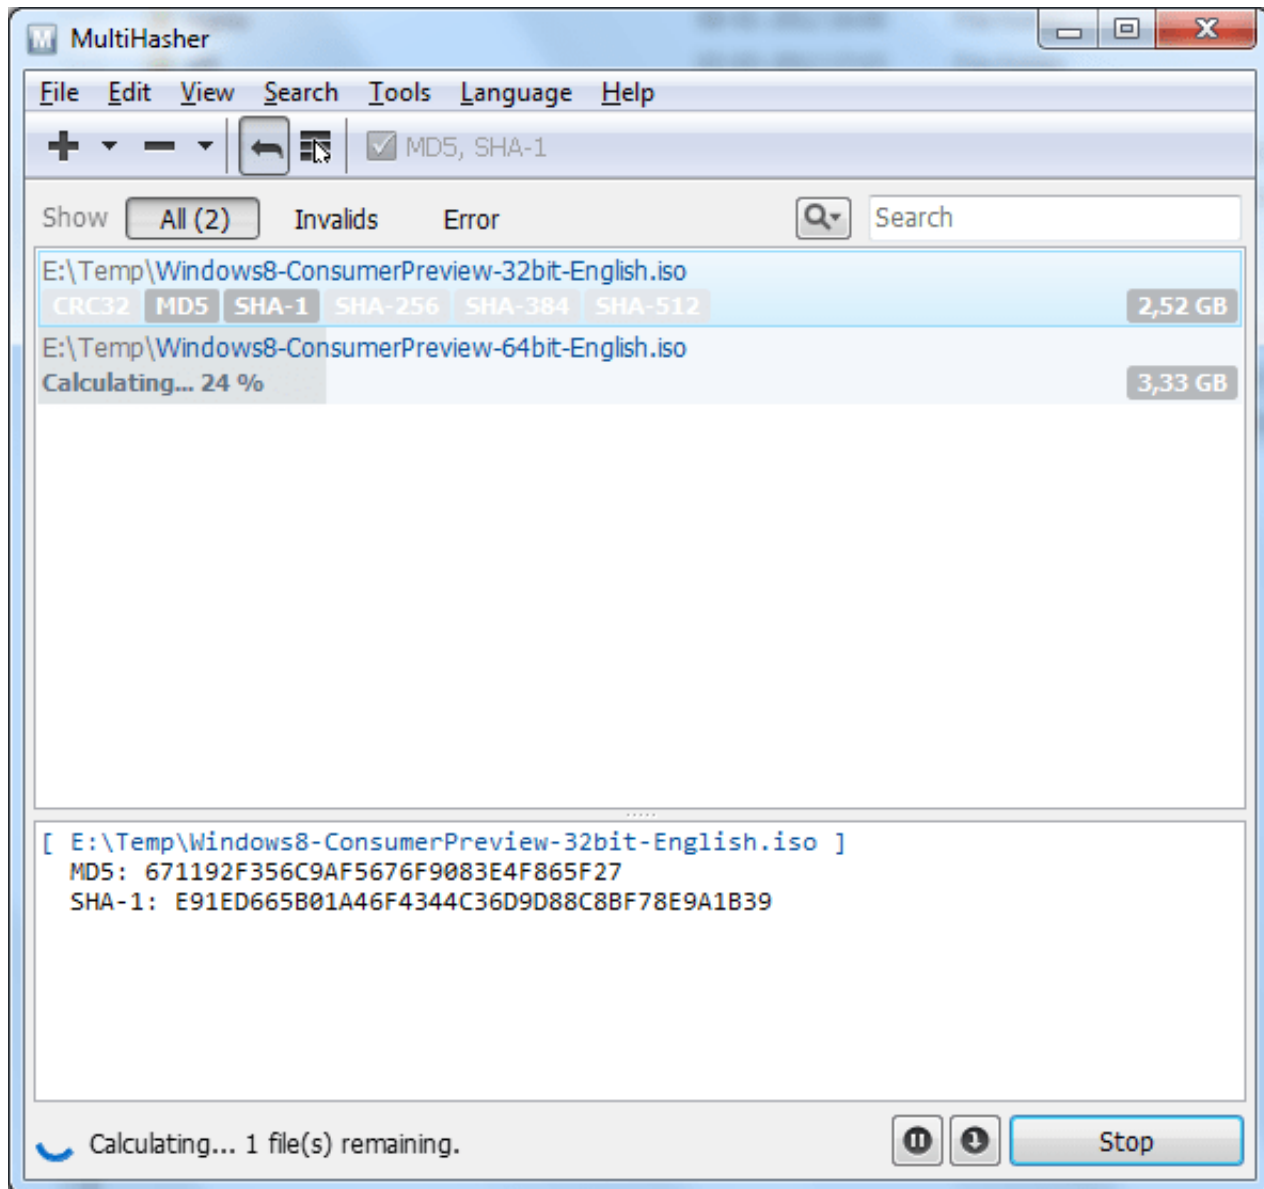 MultiHasher
File Edit View Search Tools Language Help
MD5, SHA-1
Show All (2) Invalids Error Search
E:\Temp\Windows8-ConsumerPreview-32bit-English.iso
CRC32 MD5 SHA-1 SHA-256 SHA-384 SHA-512 2,52 GB
E:\Temp\Windows8-ConsumerPreview-64bit-English.iso
Calculating... 24 % 3,33 GB
[ E:\Temp\Windows8-ConsumerPreview-32bit-English.iso ]
MD5: 671192F356C9AF5676F9083E4F865F27
SHA-1: E91ED665B01A46F4344C36D9D88C8BF78E9A1B39
Calculating... 1 file(s) remaining. Stop